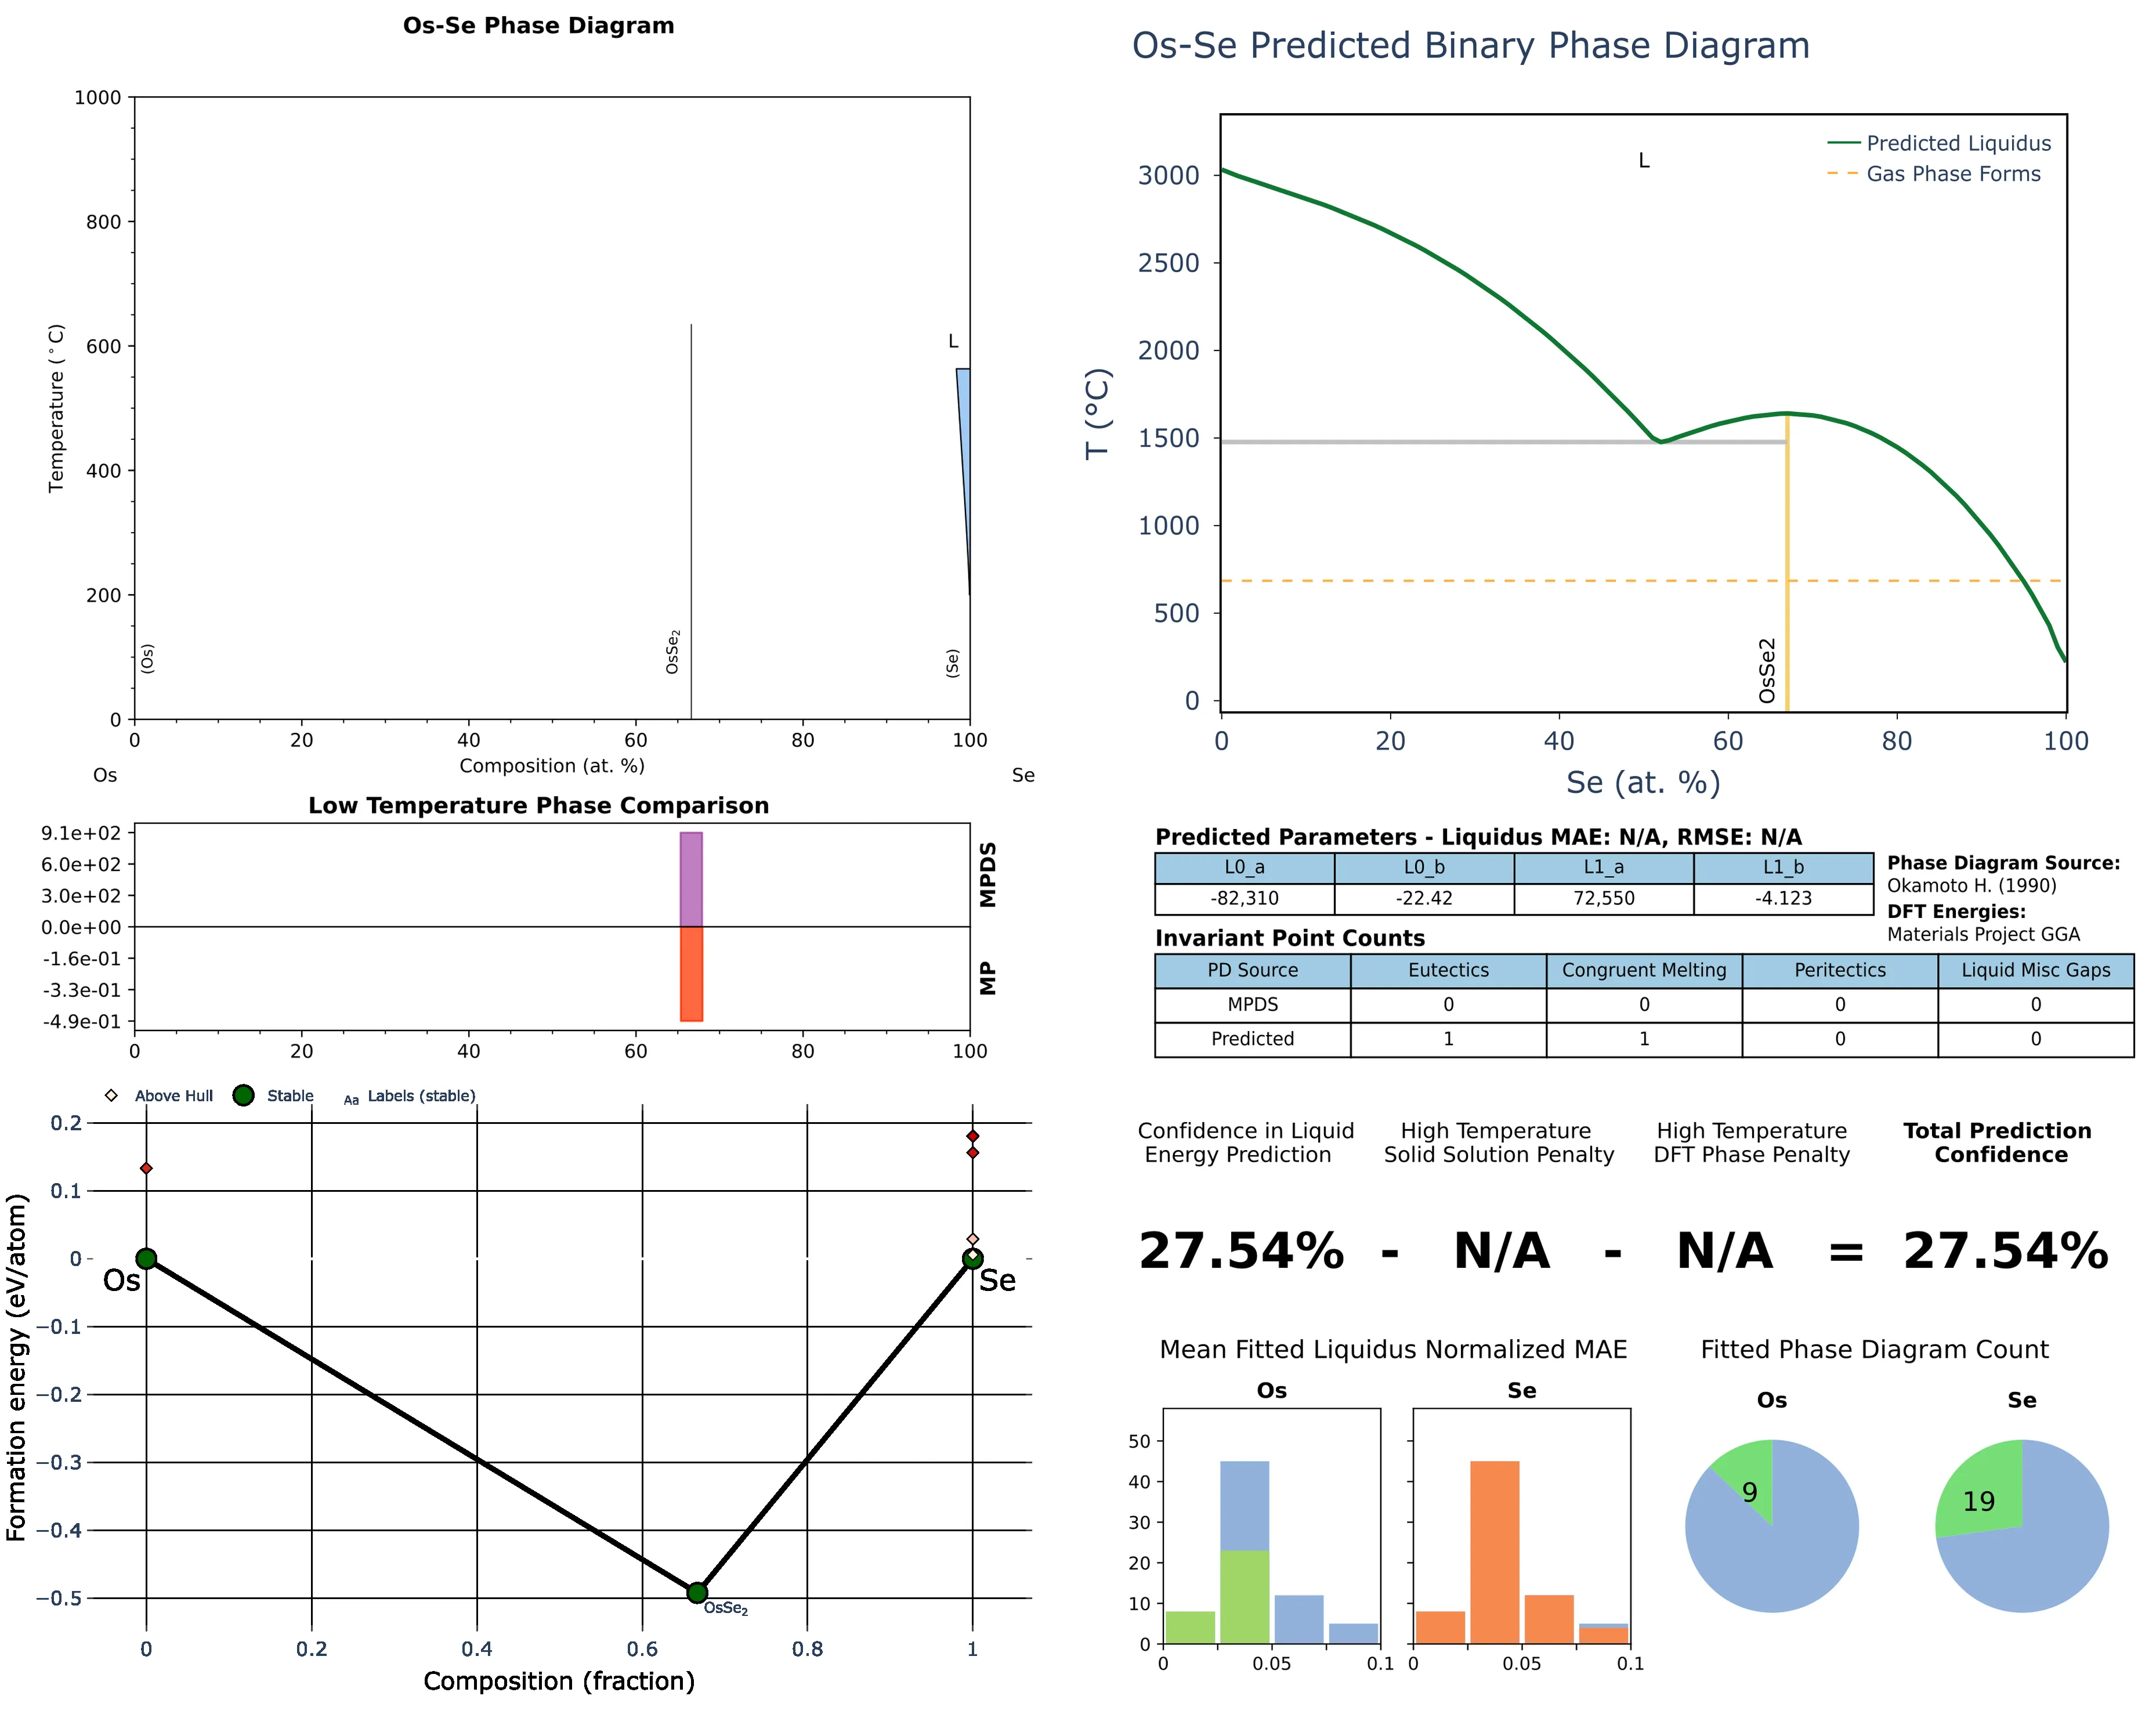 Os-Se Phase Diagram
1000
800
600
400
200
0
Temperature (°C)
L
(Os)
OsSe2
(Se)
0 20 40 60 80 100
Composition (at. %)
Os Se
Low Temperature Phase Comparison
9.1e+02
6.0e+02
3.0e+02
0.0e+00
-1.6e-01
-3.3e-01
-4.9e-01
MPDS
MP
0 20 40 60 80 100
Above Hull Stable Aa Labels (stable)
0.2
0.1
0
−0.1
−0.2
−0.3
−0.4
−0.5
Formation energy (eV/atom)
Os
Se
OsSe2
0 0.2 0.4 0.6 0.8 1
Composition (fraction)
Os-Se Predicted Binary Phase Diagram
L
Predicted Liquidus
Gas Phase Forms
3000
2500
2000
1500
1000
500
0
T (°C)
OsSe2
0 20 40 60 80 100
Se (at. %)
Predicted Parameters - Liquidus MAE: N/A, RMSE: N/A
L0_a L0_b L1_a L1_b
-82,310 -22.42 72,550 -4.123
Phase Diagram Source:
Okamoto H. (1990)
DFT Energies:
Materials Project GGA
Invariant Point Counts
PD Source Eutectics Congruent Melting Peritectics Liquid Misc Gaps
MPDS 0 0 0 0
Predicted 1 1 0 0
Confidence in Liquid
Energy Prediction
High Temperature
Solid Solution Penalty
High Temperature
DFT Phase Penalty
Total Prediction
Confidence
27.54% - N/A - N/A = 27.54%
Mean Fitted Liquidus Normalized MAE
Os
Se
50
40
30
20
10
0
0 0.05 0.1
0 0.05 0.1
Fitted Phase Diagram Count
Os
Se
9
19